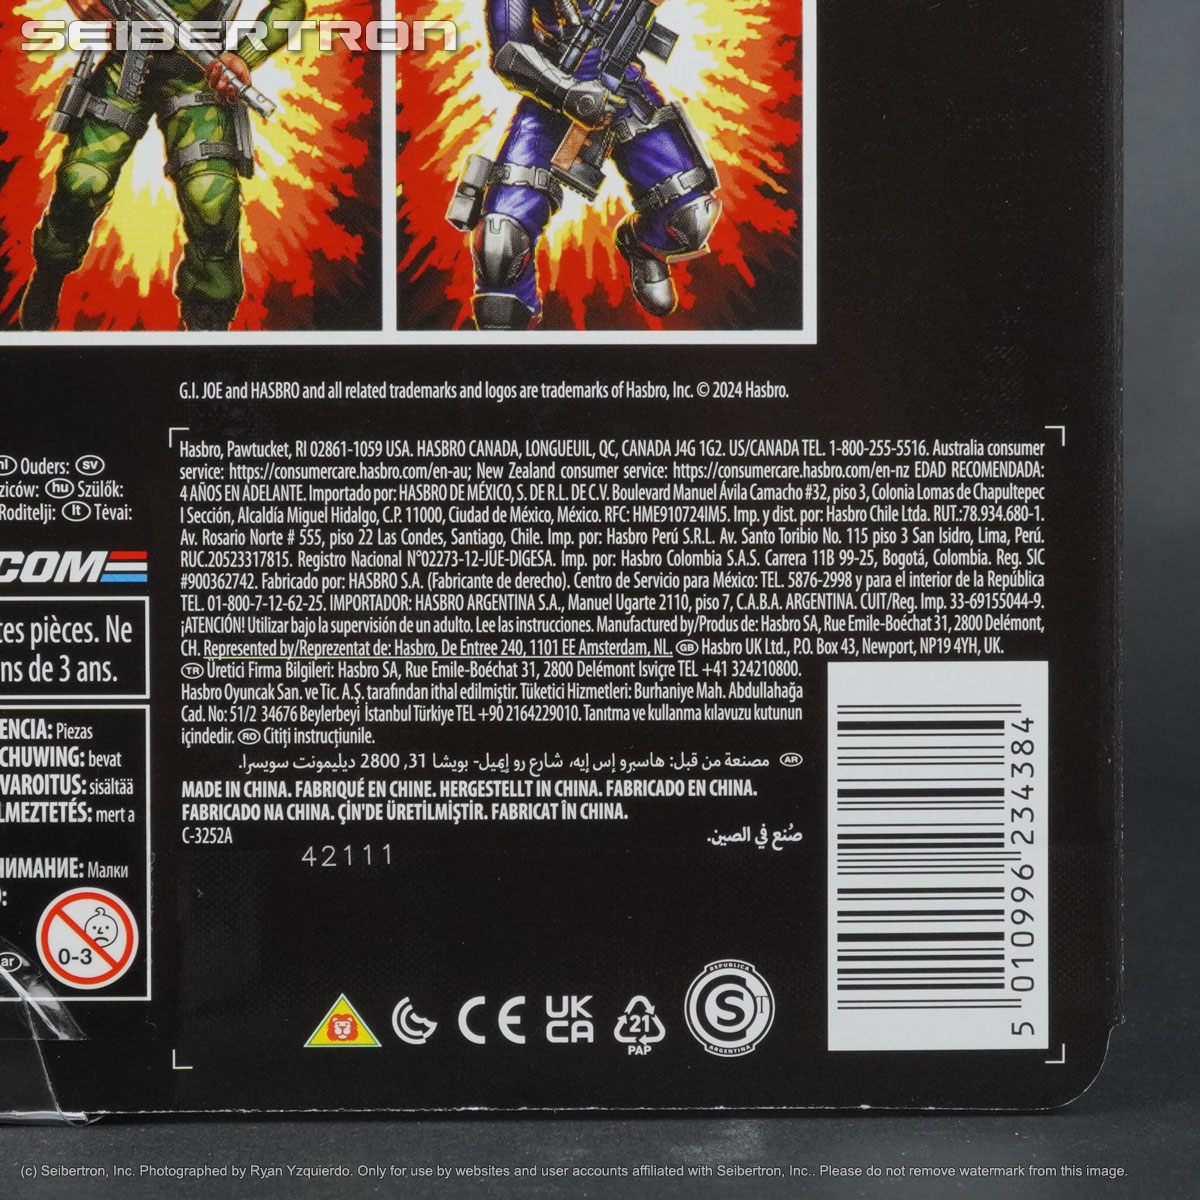 SEIBERTRON
G.I. JOE and HASBRO and all related trademarks and logos are trademarks of Hasbro, Inc. © 2024 Hasbro.
Hasbro, Pawtucket, RI 02861-1059 USA. HASBRO CANADA, LONGUEUIL, QC, CANADA J4G 1G2. US/CANADA TEL. 1-800-255-5516. Australia consumer
service: https://consumercare.hasbro.com/en-au; New Zealand consumer service: https://consumercare.hasbro.com/en-nz EDAD RECOMENDADA:
4 AÑOS EN ADELANTE. Importado por: HASBRO DE MÉXICO, S. DE R.L. DE C.V. Boulevard Manuel Ávila Camacho #32, piso 3, Colonia Lomas de Chapultepec
I Sección, Alcaldía Miguel Hidalgo, C.P. 11000, Ciudad de México, México. RFC: HME910724IM5. Imp. y dist. por: Hasbro Chile Ltda. RUT.:78.934.680-1.
Av. Rosario Norte # 555, piso 22 Las Condes, Santiago, Chile. Imp. por: Hasbro Perú S.R.L. Av. Santo Toribio No. 115 piso 3 San Isidro, Lima, Perú.
RUC.20523317815. Registro Nacional N°02273-12-JUE-DIGESA. Imp. por: Hasbro Colombia S.A.S. Carrera 11B 99-25, Bogotá, Colombia. Reg. SIC
#900362742. Fabricado por: HASBRO S.A. (Fabricante de derecho). Centro de Servicio para México: TEL. 5876-2998 y para el interior de la República
TEL. 01-800-7-12-62-25. IMPORTADOR: HASBRO ARGENTINA S.A., Manuel Ugarte 2110, piso 7, C.A.B.A. ARGENTINA. CUIT/Reg. Imp. 33-69155044-9.
¡ATENCIÓN! Utilizar bajo la supervisión de un adulto. Lee las instrucciones. Manufactured by/Produs de: Hasbro SA, Rue Emile-Boéchat 31, 2800 Delémont,
CH. Represented by/Reprezentat de: Hasbro, De Entree 240, 1101 EE Amsterdam, NL. GB Hasbro UK Ltd., P.O. Box 43, Newport, NP19 4YH, UK.
TR Üretici Firma Bilgileri: Hasbro SA, Rue Emile-Boéchat 31, 2800 Delémont İsviçre TEL +41 324210800.
Hasbro Oyuncak San. ve Tic. A.Ş. tarafından ithal edilmiştir. Tüketici Hizmetleri: Burhaniye Mah. Abdullahağa
Cad. No: 51/2 34676 Beylerbeyi İstanbul Türkiye TEL +90 2164229010. Tanıtma ve kullanma kılavuzu kutunun
içindedir. RO Citiți instrucțiunile.
AR مصنعة من قبل: هاسبرو إس إيه، شارع رو إميل- بويشا 31, 2800 ديليمونت سويسرا.
MADE IN CHINA. FABRIQUÉ EN CHINE. HERGESTELLT IN CHINA. FABRICADO EN CHINA.
FABRICADO NA CHINA. ÇİN'DE ÜRETİLMİŞTİR. FABRICAT ÎN CHINA.
C-3252A
صُنع في الصين.
42111
nl Ouders: sv
ziców: hu Szülők:
Roditelji: lt Tėvai:
COM
tes pièces. Ne
ns de 3 ans.
ENCIA: Piezas
CHUWING: bevat
VAROITUS: sisältää
LMEZTETÉS: mert a
НИМАНИЕ: Малки
0-3
ar
CE
UK
CA
21
PAP
REPUBLICA
S T
ARGENTINA
5 010996 234384
(c) Seibertron, Inc. Photographed by Ryan Yzquierdo. Only for use by websites and user accounts affiliated with Seibertron, Inc.. Please do not remove watermark from this image.